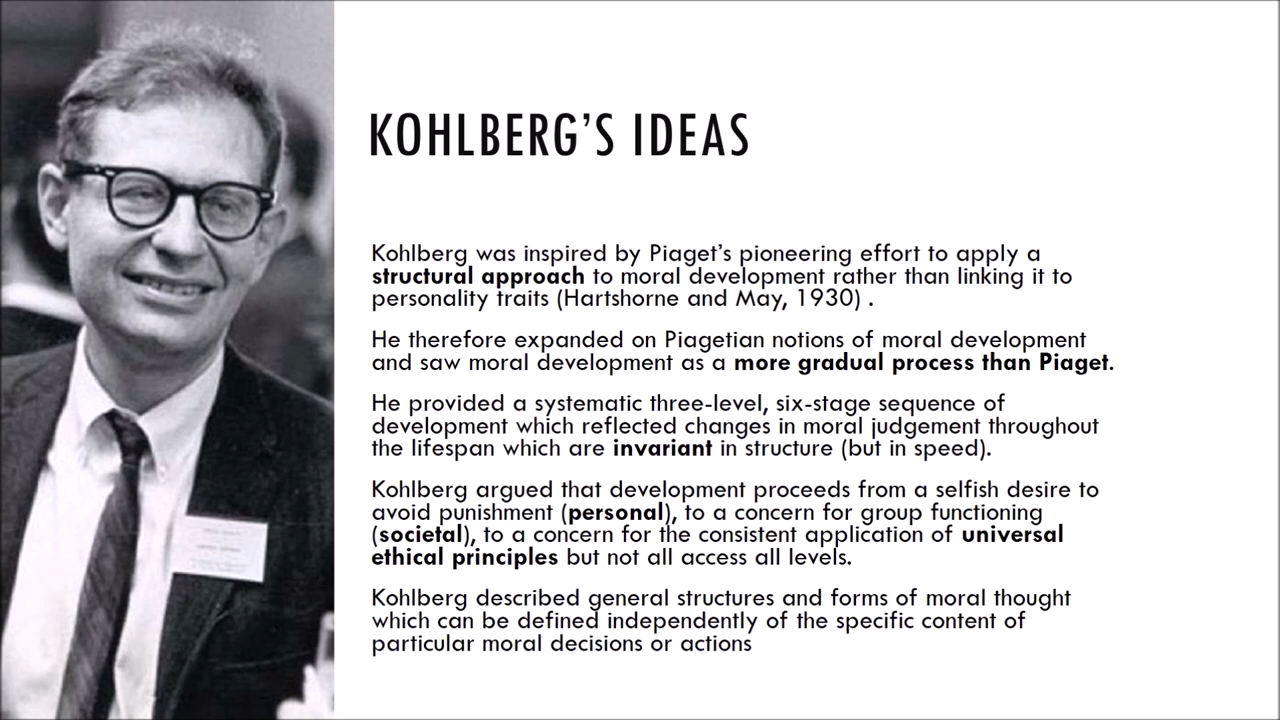 KOHLBERG'S IDEAS
Kohlberg was inspired by Piaget's pioneering effort to apply a
structural approach to moral development rather than linking it to
personality traits (Hartshorne and May, 1930) .
He therefore expanded on Piagetian notions of moral development
and saw moral development as a more gradual process than Piaget.
He provided a systematic three-level, six-stage sequence of
development which reflected changes in moral judgement throughout
the lifespan which are invariant in structure (but in speed).
Kohlberg argued that development proceeds from a selfish desire to
avoid punishment (personal), to a concern for group functioning
(societal), to a concern for the consistent application of universal
ethical principles but not all access all levels.
Kohlberg described general structures and forms of moral thought
which can be defined independently of the specific content of
particular moral decisions or actions